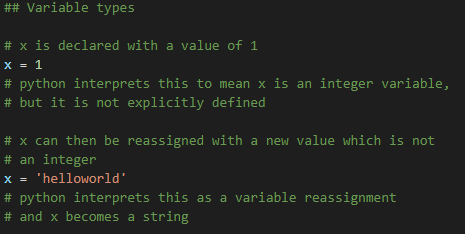 ## Variable types
# x is declared with a value of 1
x = 1
# python interprets this to mean x is an integer variable,
# but it is not explicitly defined
# x can then be reassigned with a new value which is not
# an integer
x = 'helloworld'
# python interprets this as a variable reassignment
# and x becomes a string